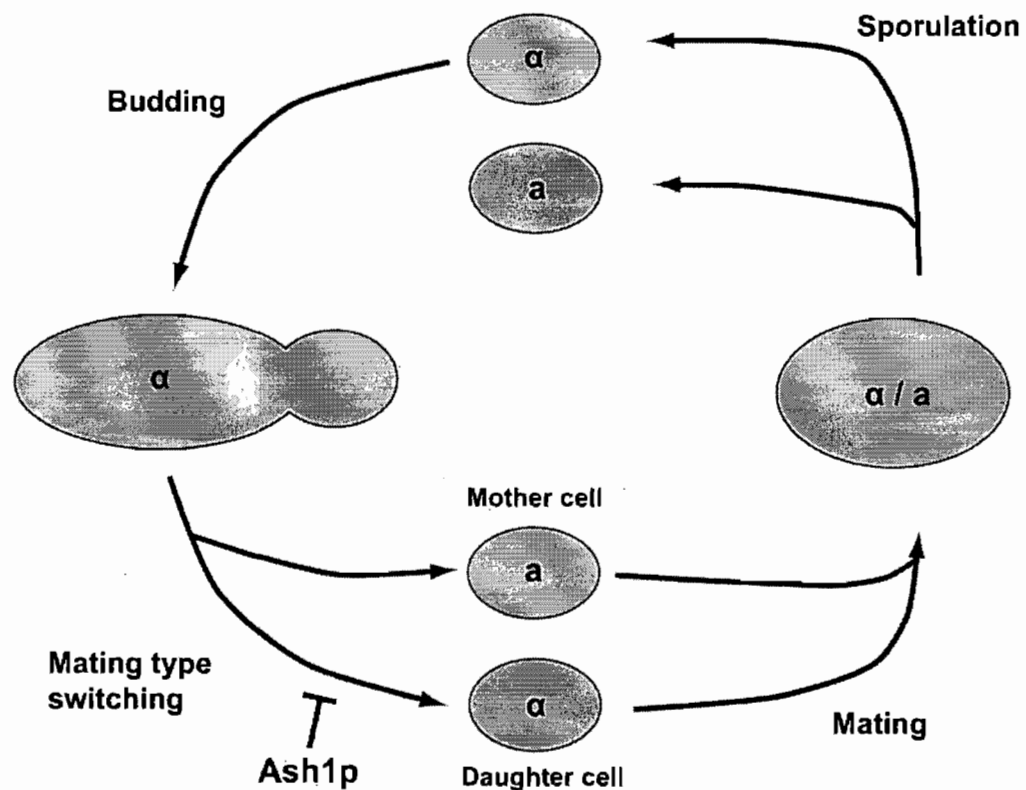 Sporulation
α
Budding
a
α
α / a
Mother cell
a
Mating type
switching
α
Mating
Ash1p
Daughter cell